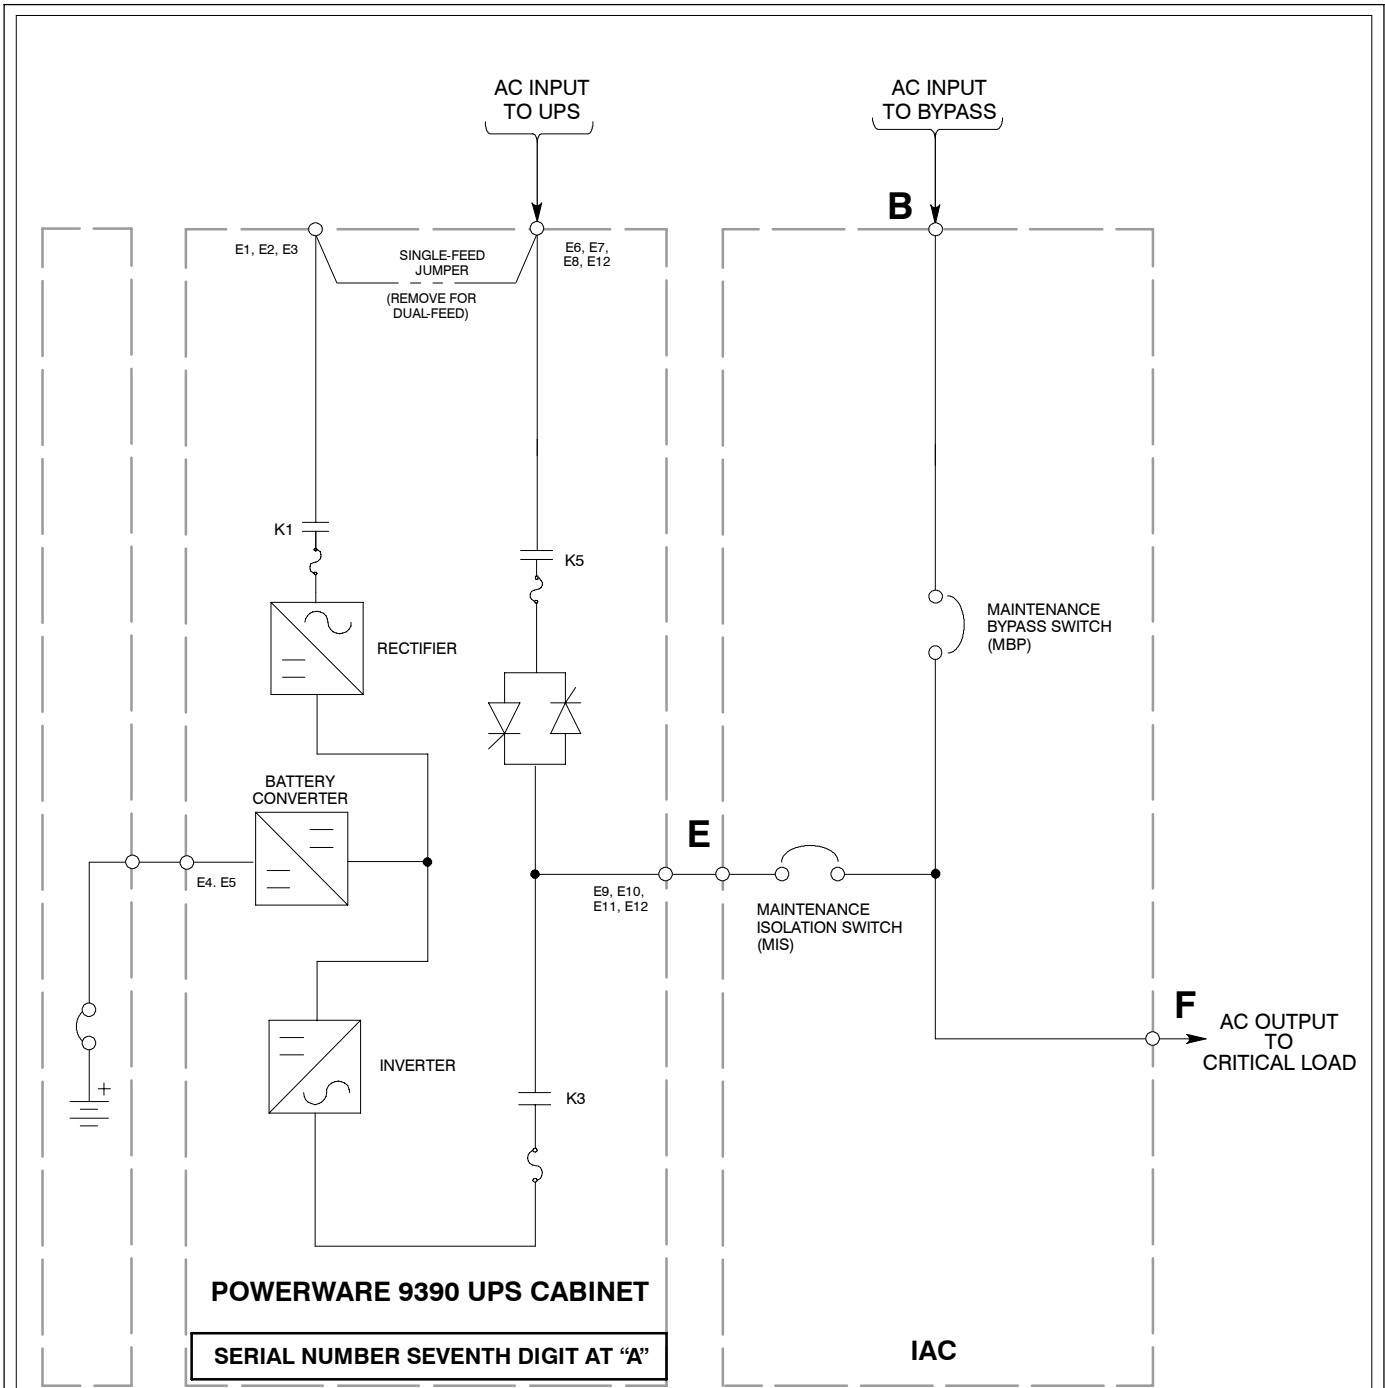 AC INPUT
TO UPS
AC INPUT
TO BYPASS
B
E1, E2, E3
SINGLE-FEED
JUMPER
(REMOVE FOR
DUAL-FEED)
E6, E7,
E8, E12
K1
K5
RECTIFIER
MAINTENANCE
BYPASS SWITCH
(MBP)
BATTERY
CONVERTER
E4. E5
E
E9, E10,
E11, E12
MAINTENANCE
ISOLATION SWITCH
(MIS)
F
AC OUTPUT
TO
CRITICAL LOAD
INVERTER
+
K3
POWERWARE 9390 UPS CABINET
SERIAL NUMBER SEVENTH DIGIT AT “A”
IAC